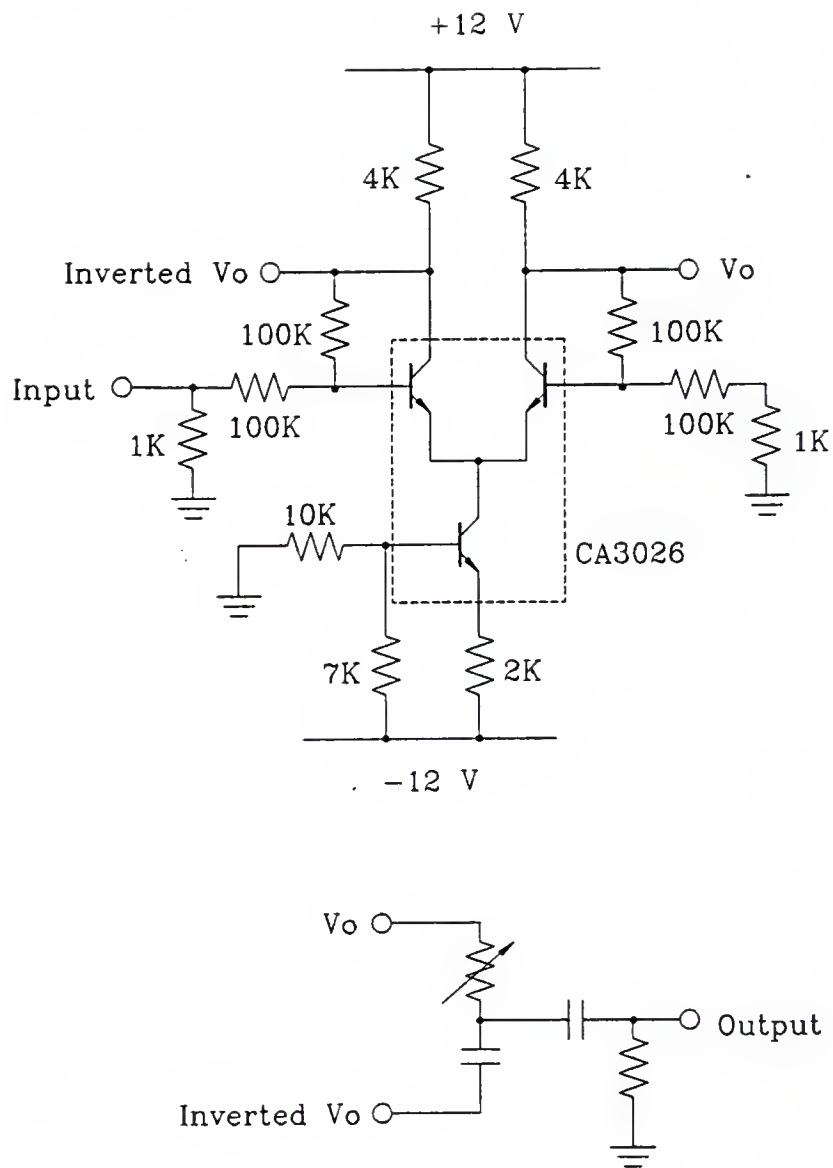 +12 V
4K
4K
Inverted Vo
Vo
100K
100K
Input
100K
100K
1K
1K
10K
CA3026
7K
2K
-12 V
Vo
Output
Inverted Vo